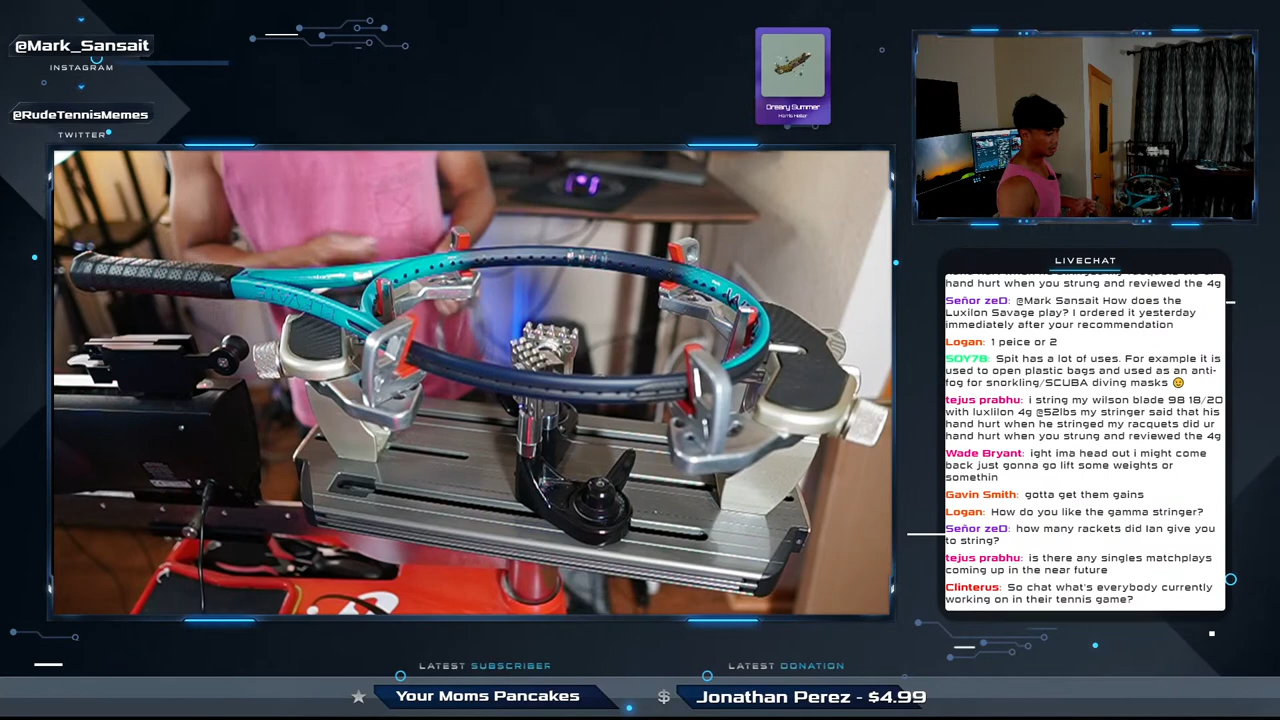 @Mark_Sansait
INSTAGRAM
@RudeTennisMemes
TWITTER
Dreary Summer
LIVECHAT
hand hurt when you strung and reviewed the 4g
Señor zeD: @Mark Sansait How does the
Luxilon Savage play? I ordered it yesterday
immediately after your recommendation
Logan: 1 peice or 2
SOY78: Spit has a lot of uses. For example it is
used to open plastic bags and used as an anti-
fog for snorkling/SCUBA diving masks
tejus prabhu: i string my wilson blade 98 18/20
with luxlilon 4g @52lbs my stringer said that his
hand hurt when he stringed my racquets did ur
hand hurt when you strung and reviewed the 4g
Wade Bryant: ight ima head out i might come
back just gonna go lift some weights or
somethin
Gavin Smith: gotta get them gains
Logan: How do you like the gamma stringer?
Señor zeD: how many rackets did Ian give you
to string?
tejus prabhu: is there any singles matchplays
coming up in the near future
Clinterus: So chat what's everybody currently
working on in their tennis game?
LATEST SUBSCRIBER
Your Moms Pancakes
LATEST DONATION
$ Jonathan Perez - $4.99